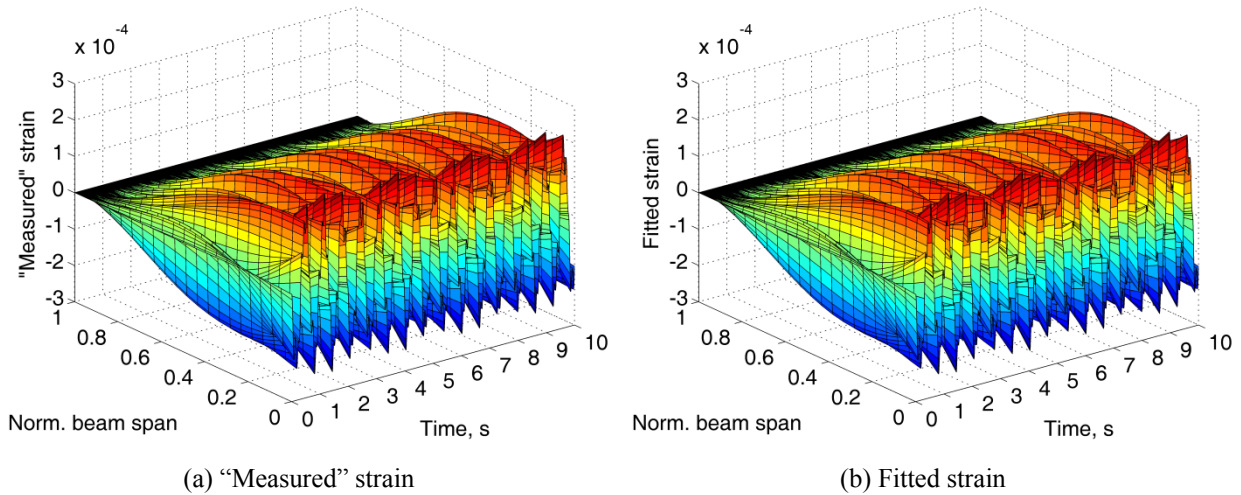 x 10-4
3
2
1
0
-1
-2
-3
"Measured" strain
1
0.8
0.6
0.4
0.2
0
Norm. beam span
0 1 2 3 4 5 6 7 8 9 10
Time, s
(a) “Measured” strain
x 10-4
3
2
1
0
-1
-2
-3
Fitted strain
1
0.8
0.6
0.4
0.2
0
Norm. beam span
0 1 2 3 4 5 6 7 8 9 10
Time, s
(b) Fitted strain